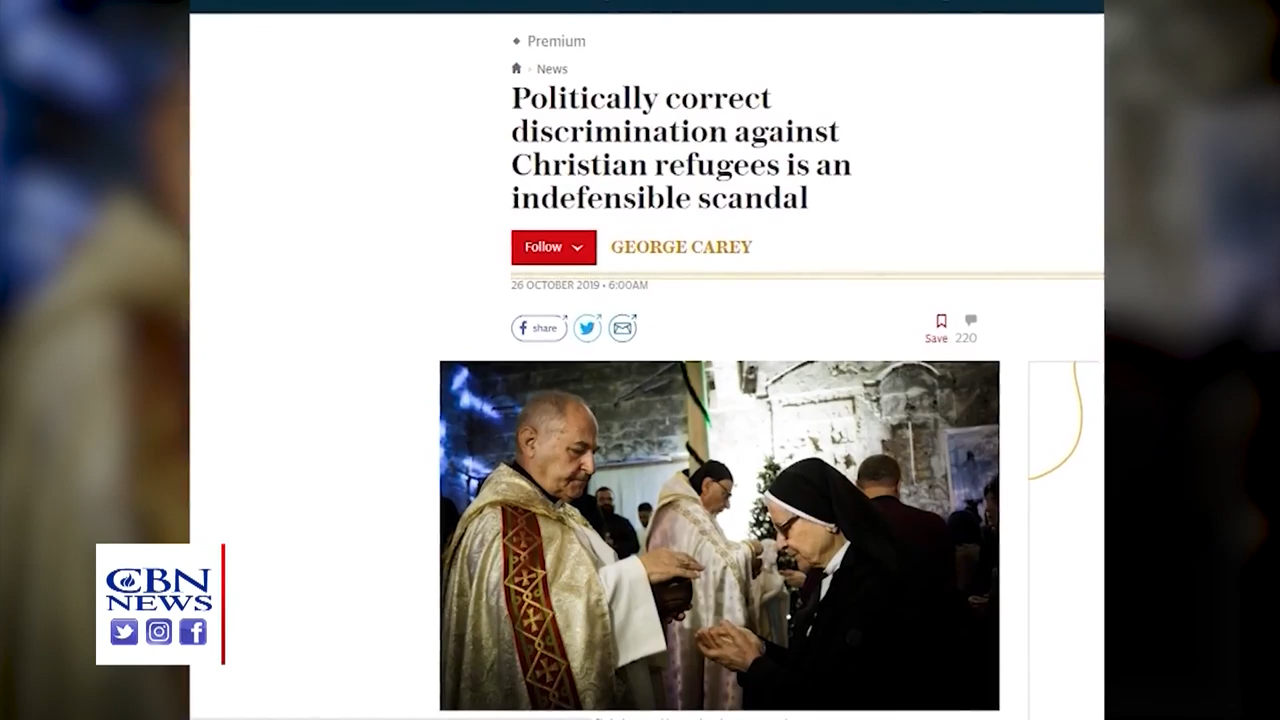 Premium
News
Politically correct
discrimination against
Christian refugees is an
indefensible scandal
Follow
GEORGE CAREY
26 OCTOBER 2019 • 6:00AM
share
Save 220
CBN
NEWS